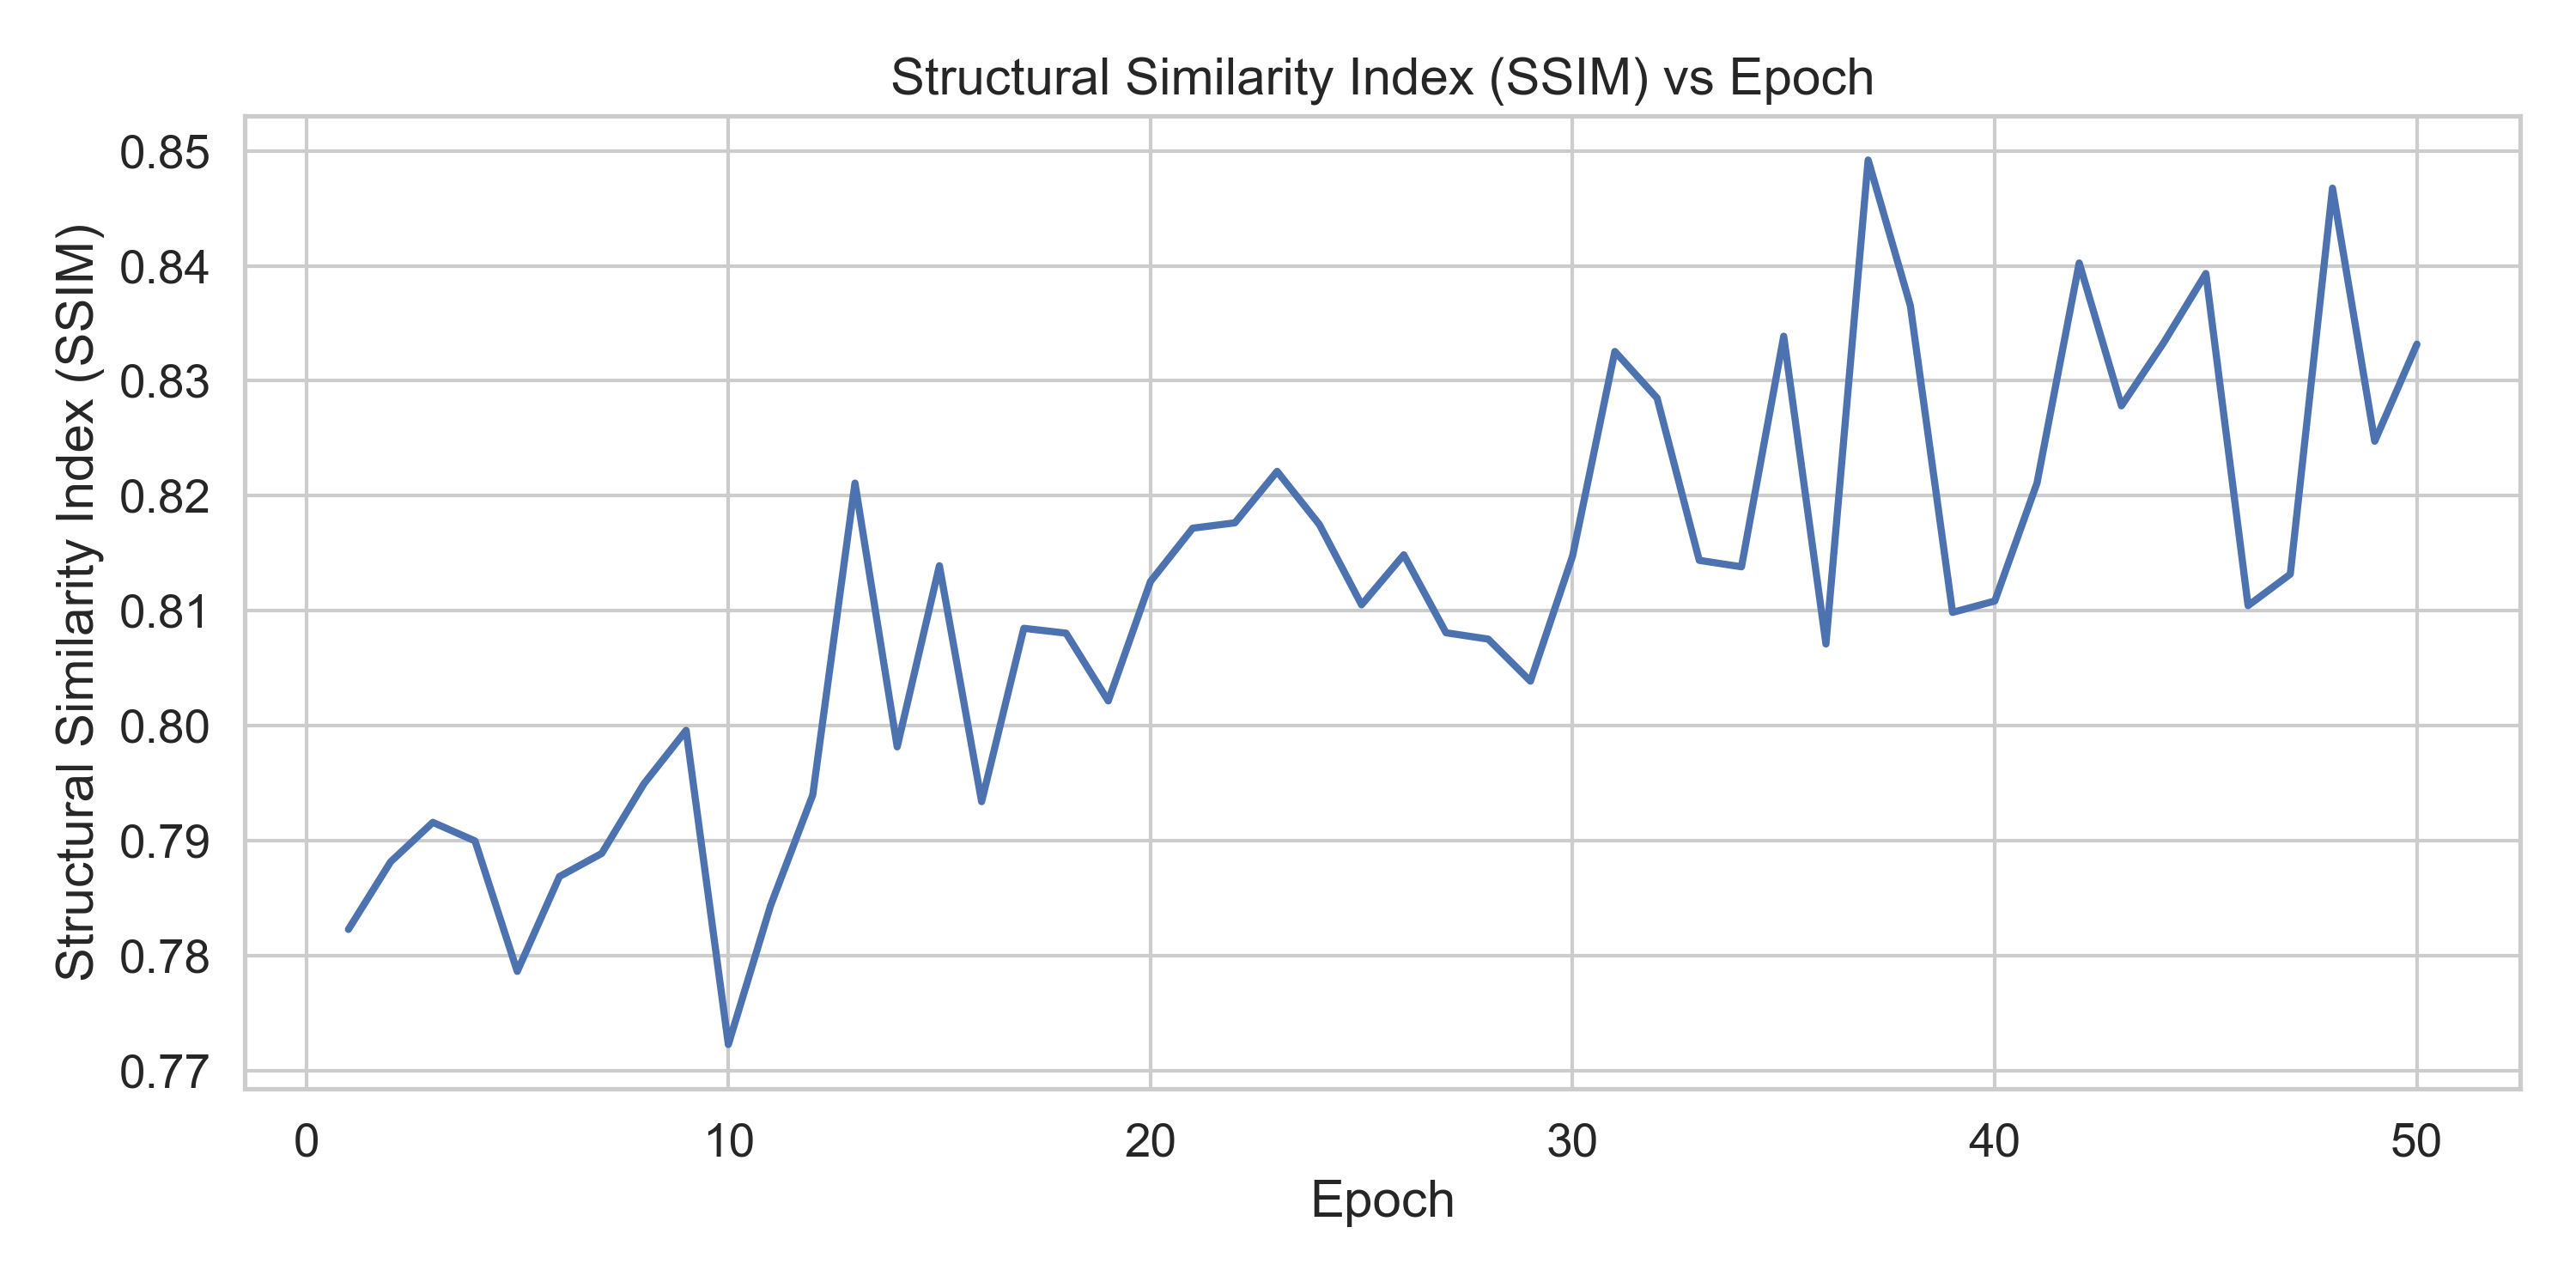 Structural Similarity Index (SSIM) vs Epoch
Structural Similarity Index (SSIM)
0.85
0.84
0.83
0.82
0.81
0.80
0.79
0.78
0.77
0 10 20 30 40 50
Epoch